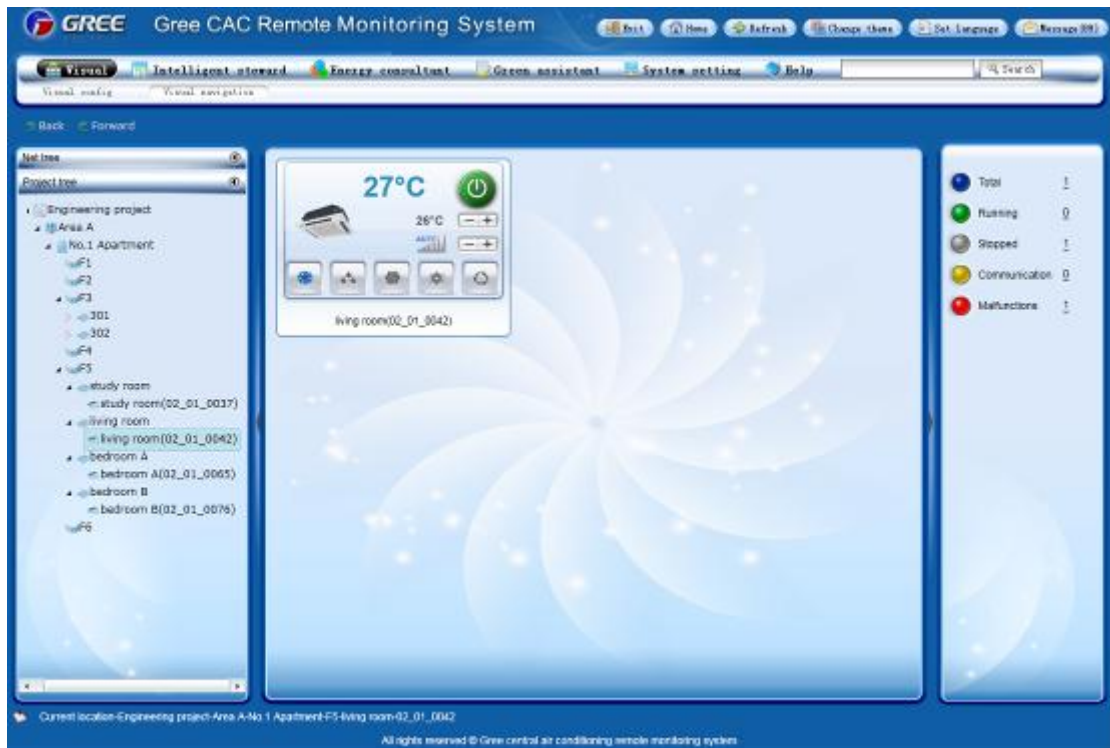 GREE Gree CAC Remote Monitoring System Exit Home Refresh Change theme Set Language
Visual Intelligent steward Energy consultant Green assistant System setting Help Search
Visual config Visual navigation
Back Forward
Net tree
Project tree
Engineering project
Area A
No.1 Apartment
F1
F2
F3
301
302
F4
F5
study room
study room(02_01_0037)
living room
living room(02_01_0042)
bedroom A
bedroom A(02_01_0065)
bedroom B
bedroom B(02_01_0076)
F6
27°C
26°C
AUTO
living room(02_01_0042)
Total 1
Running 0
Stopped 1
Communication 0
Malfunctions 1
Current location-Engineering project-Area A-No.1 Apartment-F5-living room-02_01_0042
All rights reserved © Gree central air conditioning remote monitoring system